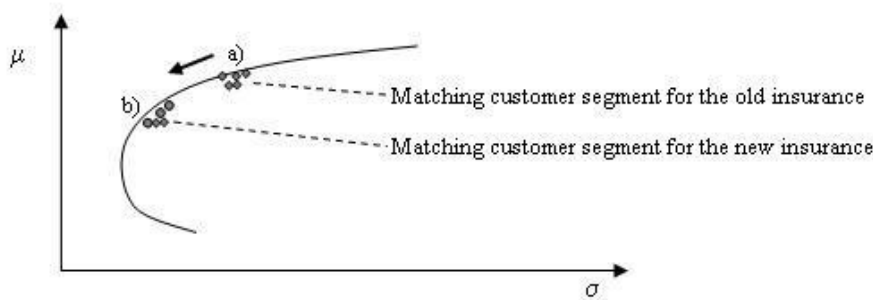 μ
a)
b)
Matching customer segment for the old insurance
Matching customer segment for the new insurance
σ